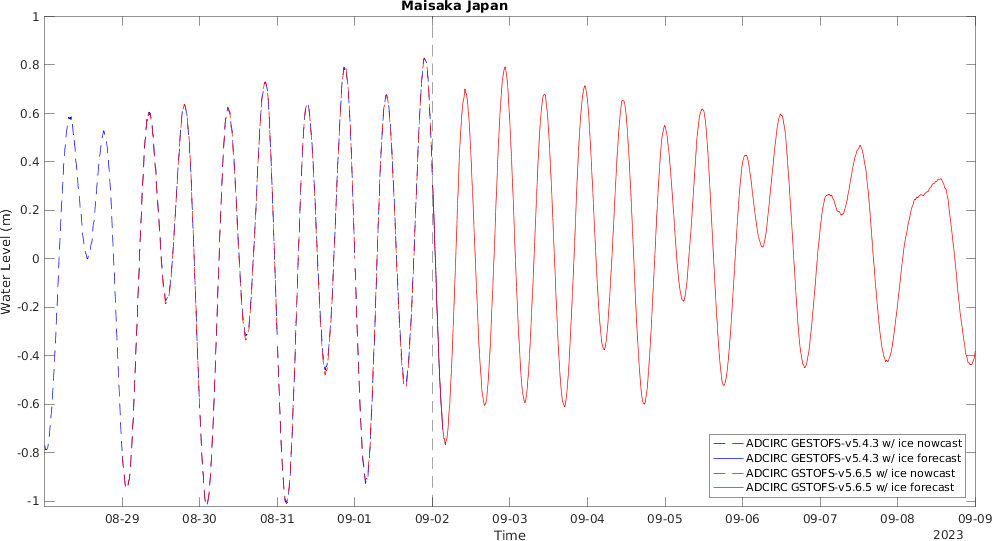 Maisaka Japan
1
0.8
0.6
0.4
0.2
0
-0.2
-0.4
-0.6
-0.8
-1
Water Level (m)
08-29 08-30 08-31 09-01 09-02 09-03 09-04 09-05 09-06 09-07 09-08 09-09
Time
2023
ADCIRC GESTOFS-v5.4.3 w/ ice nowcast
ADCIRC GESTOFS-v5.4.3 w/ ice forecast
ADCIRC GSTOFS-v5.6.5 w/ ice nowcast
ADCIRC GSTOFS-v5.6.5 w/ ice forecast